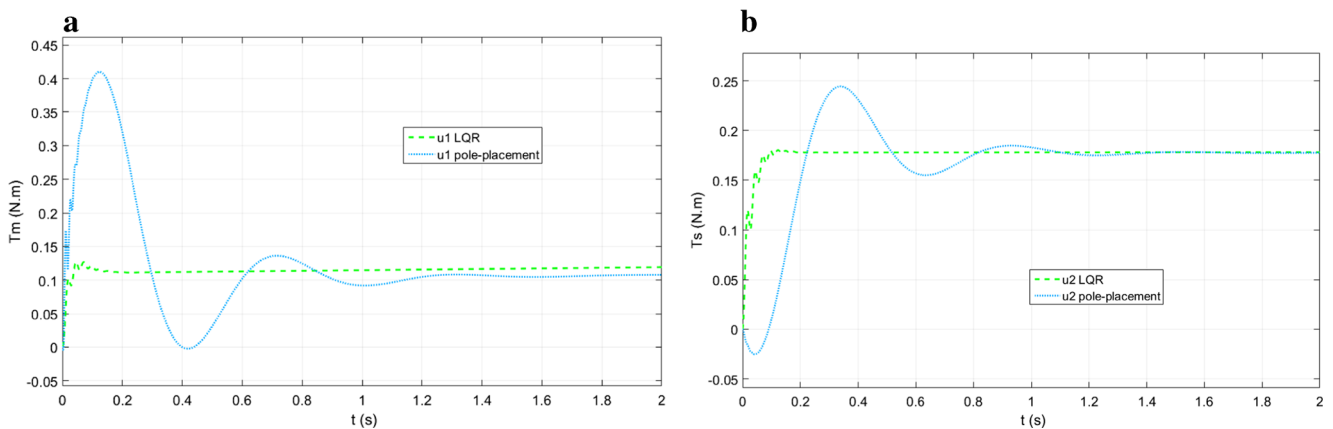 a
0.45
0.4
0.35
0.3
0.25
0.2
0.15
0.1
0.05
0
-0.05
Tm (N.m)
u1 LQR
u1 pole-placement
0 0.2 0.4 0.6 0.8 1 1.2 1.4 1.6 1.8 2
t (s)
b
0.25
0.2
0.15
0.1
0.05
0
-0.05
Ts (N.m)
u2 LQR
u2 pole-placement
0 0.2 0.4 0.6 0.8 1 1.2 1.4 1.6 1.8 2
t (s)